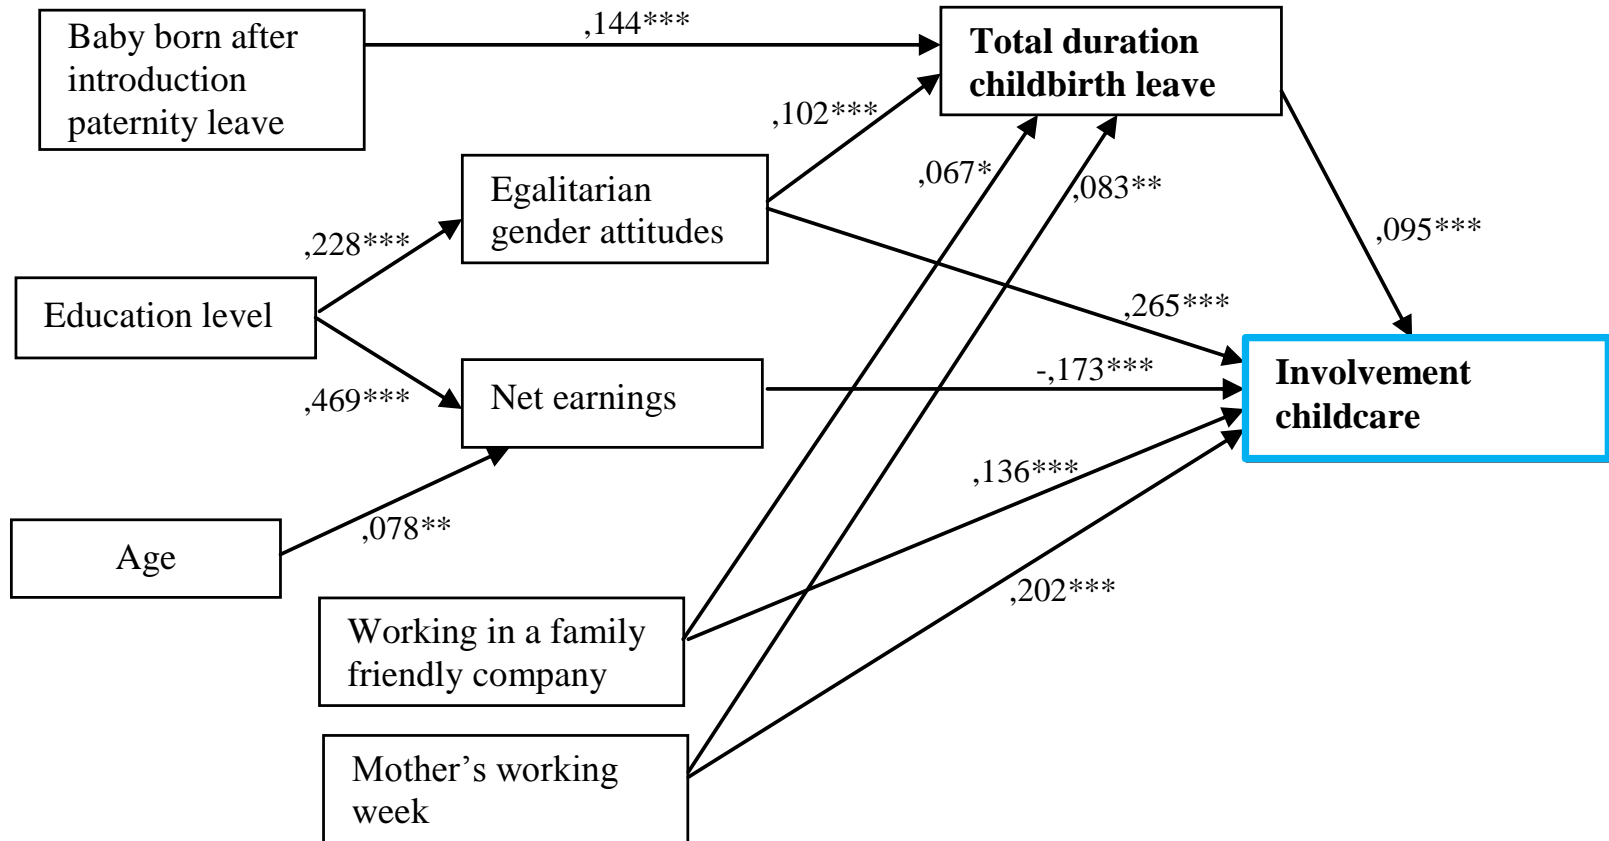 Baby born after
introduction
paternity leave
,144***
Total duration
childbirth leave
,102***
Egalitarian
gender attitudes
,067*
,083**
,228***
,095***
Education level
,265***
,469***
Net earnings
-,173***
Involvement
childcare
,136***
Age
,078**
,202***
Working in a family
friendly company
Mother’s working
week